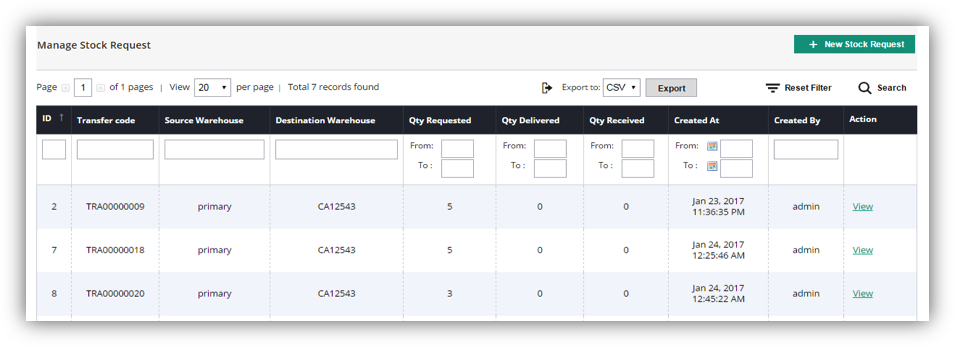 Manage Stock Request
+ New Stock Request
Page 1 of 1 pages | View 20 per page | Total 7 records found
Export to: CSV Export
Reset Filter
Search
ID ↑ Transfer code Source Warehouse Destination Warehouse Qty Requested Qty Delivered Qty Received Created At Created By Action
From: From: From: From:
To : To : To : To :
2 TRA00000009 primary CA12543 5 0 0 Jan 23, 2017 admin View
11:36:35 PM
7 TRA00000018 primary CA12543 5 0 0 Jan 24, 2017 admin View
12:25:46 AM
8 TRA00000020 primary CA12543 3 0 0 Jan 24, 2017 admin View
12:45:22 AM